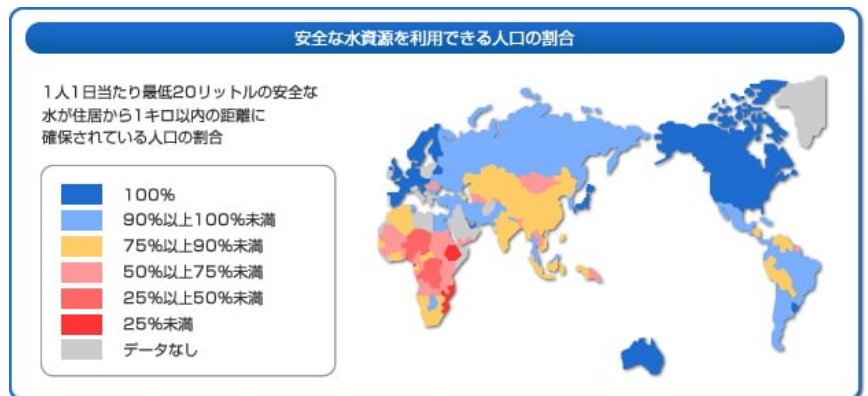 安全な水資源を利用できる人口の割合
1人1日当たり最低20リットルの安全な
水が住居から1キロ以内の距離に
確保されている人口の割合
100%
90%以上100%未満
75%以上90%未満
50%以上75%未満
25%以上50%未満
25%未満
データなし